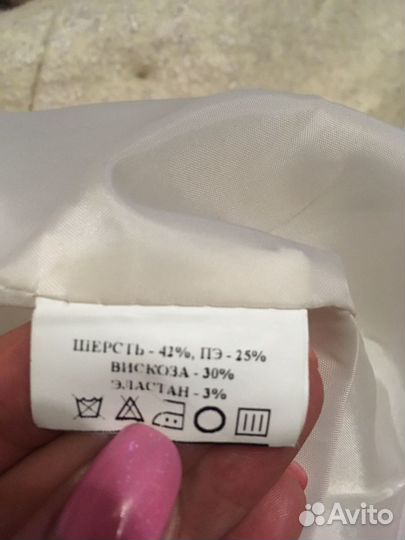 ШЕРСТЬ - 42%, ПЭ - 25%
ВИСКОЗА - 30%
ЭЛАСТАН - 3%
Avito